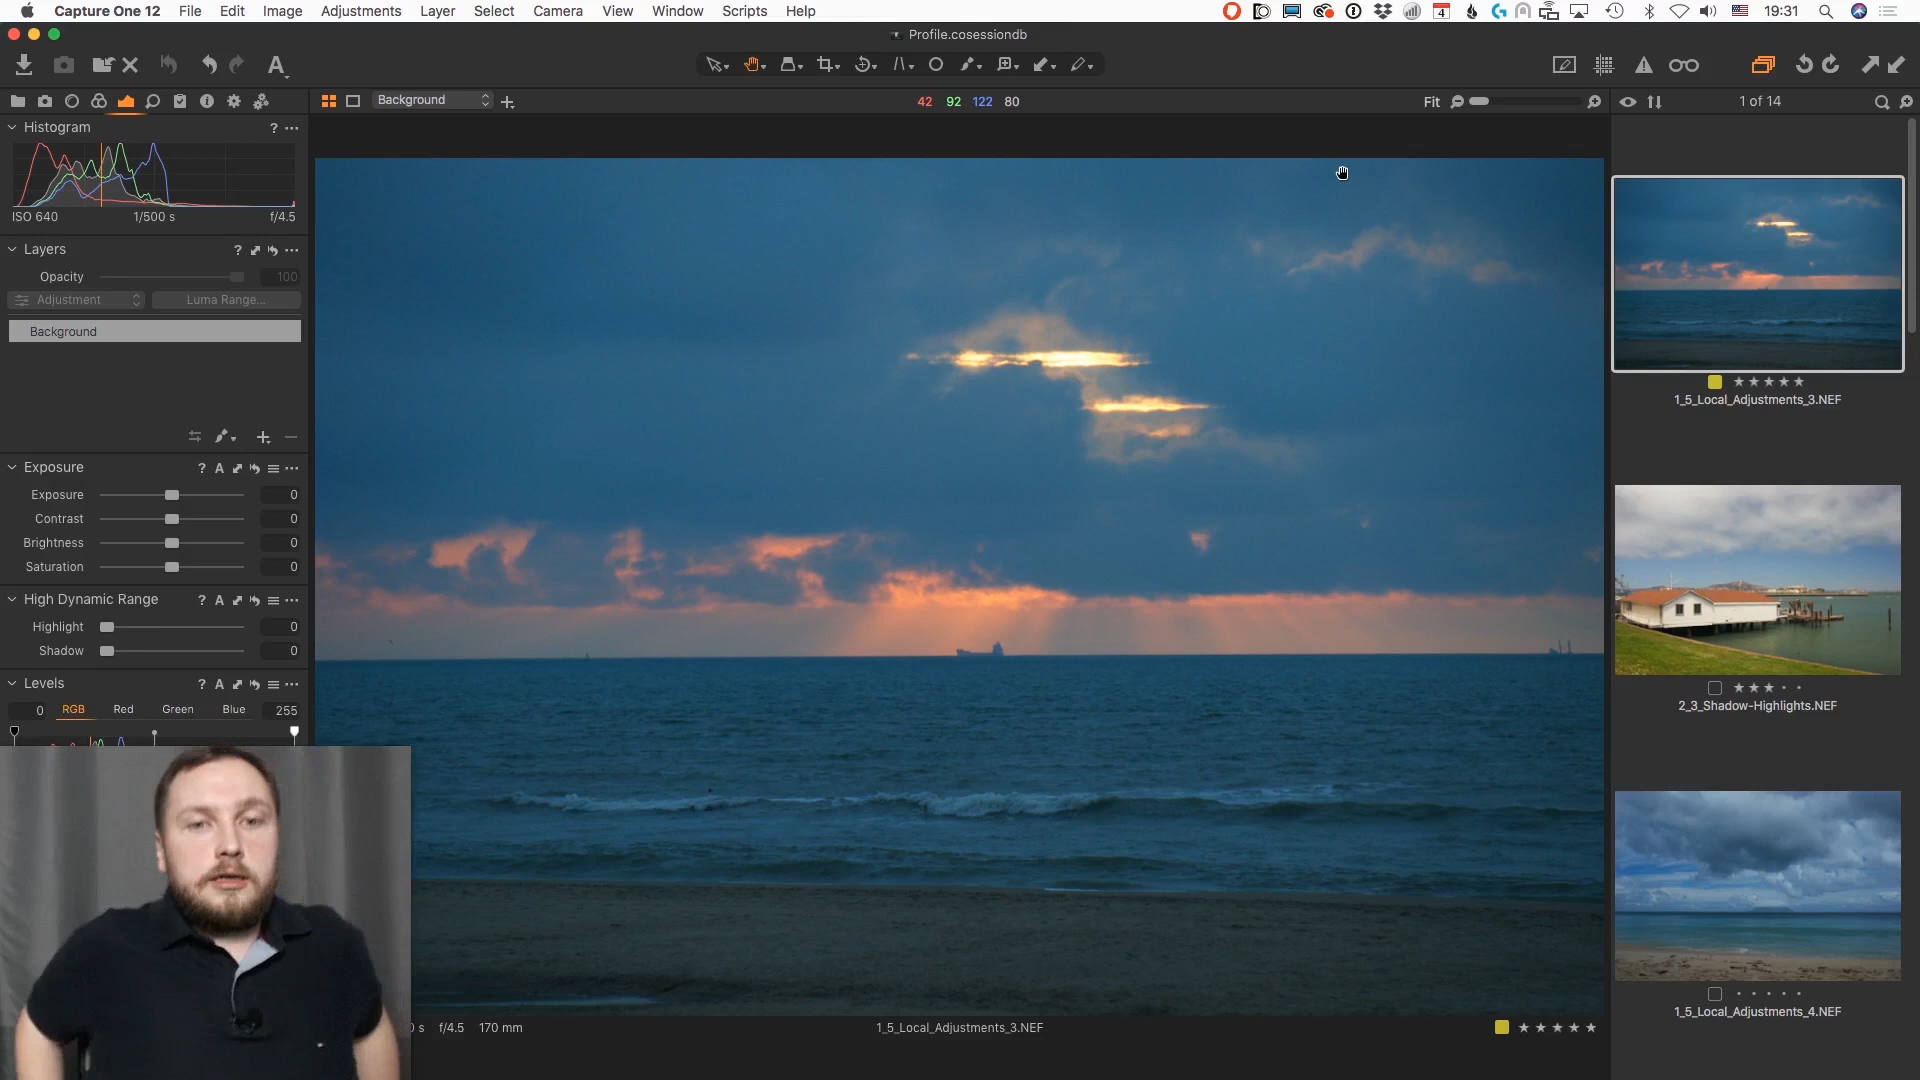 Capture One 12 File Edit Image Adjustments Layer Select Camera View Window Scripts Help 4 19:31
Profile.cosessiondb
A
Background 42 92 122 80 Fit 1 of 14
Histogram ? ...
ISO 640 1/500 s f/4.5
Layers ? ...
Opacity 100
Adjustment Luma Range...
Background
Exposure ? A ...
Exposure 0
Contrast 0
Brightness 0
Saturation 0
High Dynamic Range ? A ...
Highlight 0
Shadow 0
Levels ? A ...
0 RGB Red Green Blue 255
1_5_Local_Adjustments_3.NEF
2_3_Shadow-Highlights.NEF
1_5_Local_Adjustments_4.NEF
0 s f/4.5 170 mm 1_5_Local_Adjustments_3.NEF